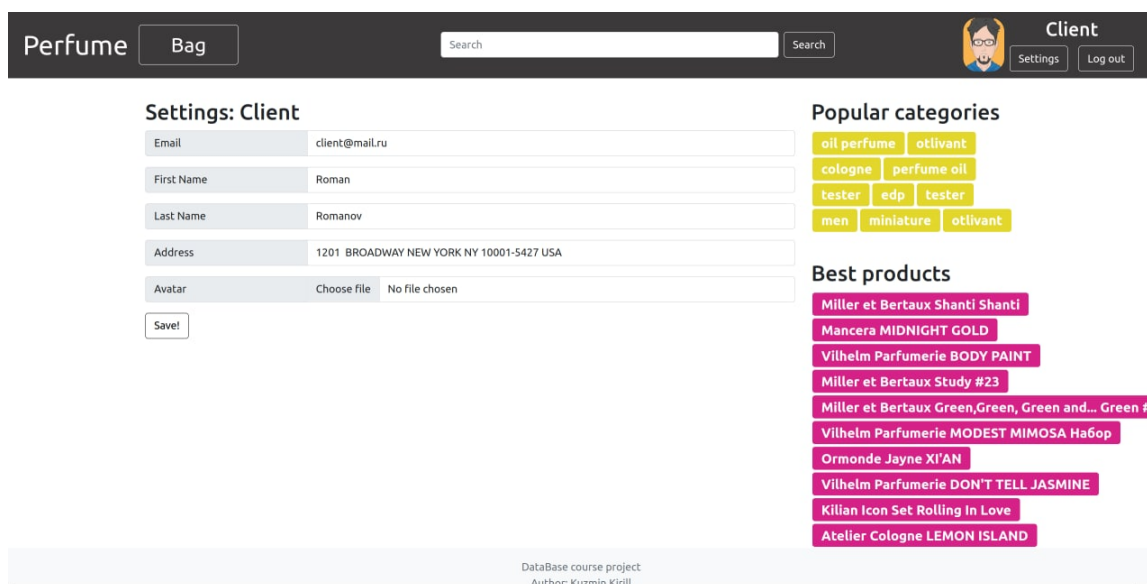 Perfume Bag Search Search Client
Settings Log out
Settings: Client
Email client@mail.ru
First Name Roman
Last Name Romanov
Address 1201 BROADWAY NEW YORK NY 10001-5427 USA
Avatar Choose file No file chosen
Save!
Popular categories
oil perfume otlivant
cologne perfume oil
tester edp tester
men miniature otlivant
Best products
Miller et Bertaux Shanti Shanti
Mancera MIDNIGHT GOLD
Vilhelm Parfumerie BODY PAINT
Miller et Bertaux Study #23
Miller et Bertaux Green,Green, Green and... Green #
Vilhelm Parfumerie MODEST MIMOSA Набор
Ormonde Jayne XI'AN
Vilhelm Parfumerie DON'T TELL JASMINE
Kilian Icon Set Rolling In Love
Atelier Cologne LEMON ISLAND
DataBase course project
Author: Kuzmin Kirill